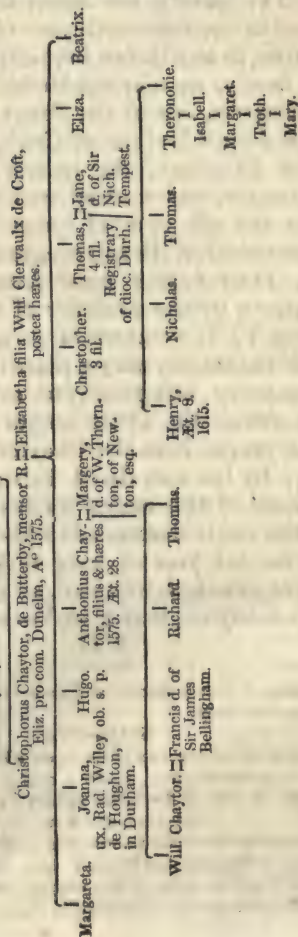 Christophorus Chaytor, de Butterby, mensor R. Elizabetha filia Will. Clervaulx de Croft,
Eliz. pro com. Dunelm, Aº 1575. postea hæres.
Margareta.
Joanna,
ux. Rad. Willey
de Houghton,
in Durham.
Hugo.
ob. s. p.
Anthonius Chay-
tor, filius & hæres
1575. Æt. 28.
Margery,
d. of W. Thorn-
ton, of New-
ton, esq.
Christopher.
3 fil.
Thomas,
4 fil.
Registrary
of dioc. Durh.
Jane,
d. of Sir
Nich.
Tempest.
Eliza.
Beatrix.
Will. Chaytor.
Francis d. of
Sir James
Bellingham.
Richard.
Thomas.
Henry,
Æt. 8.
1615.
Nicholas.
Thomas.
Therononie.
Isabell.
Margaret.
Troth.
Mary.